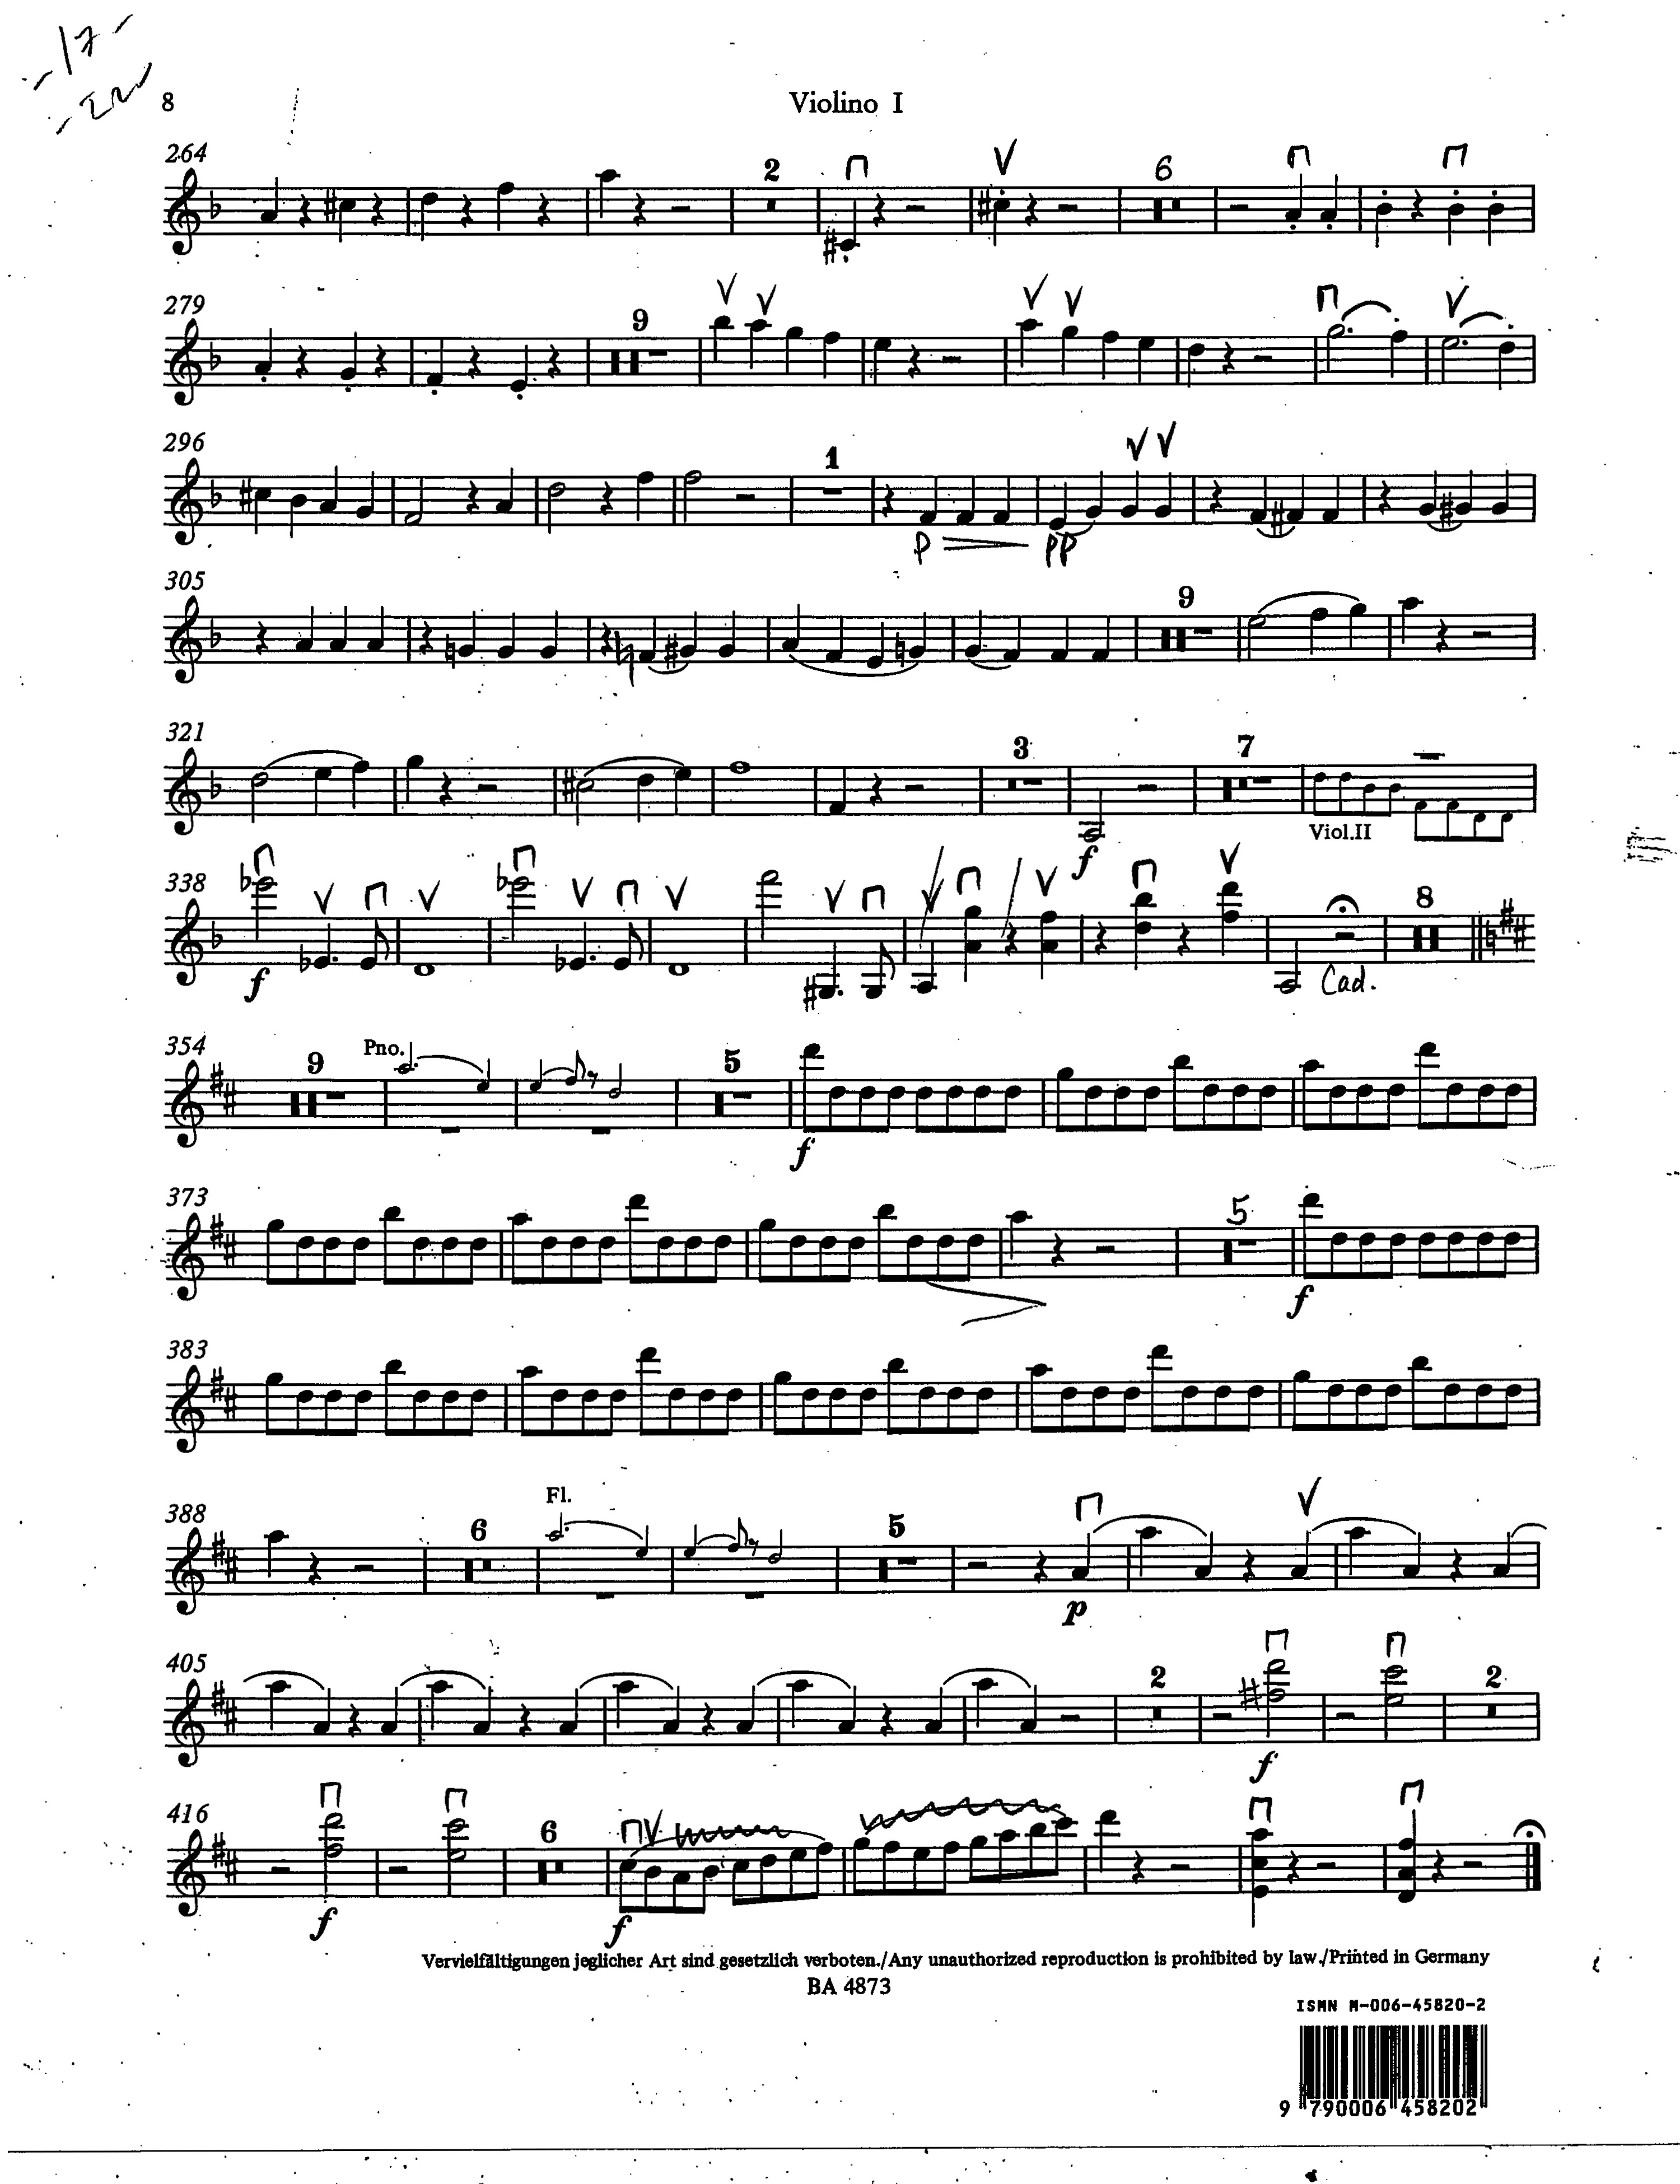 -17-
8
Violino I
264
2
6
279
9
296
1
p
pp
305
9
321
3
7
f
Viol.II
338
8
f
Cad.
354
9
Pno.
5
f
373
5
f
383
388
6
Fl.
5
p
405
2
2
f
416
6
f
f
Vervielfältigungen jeglicher Art sind gesetzlich verboten./Any unauthorized reproduction is prohibited by law./Printed in Germany
BA 4873
ISMN M-006-45820-2
9 790006 458202